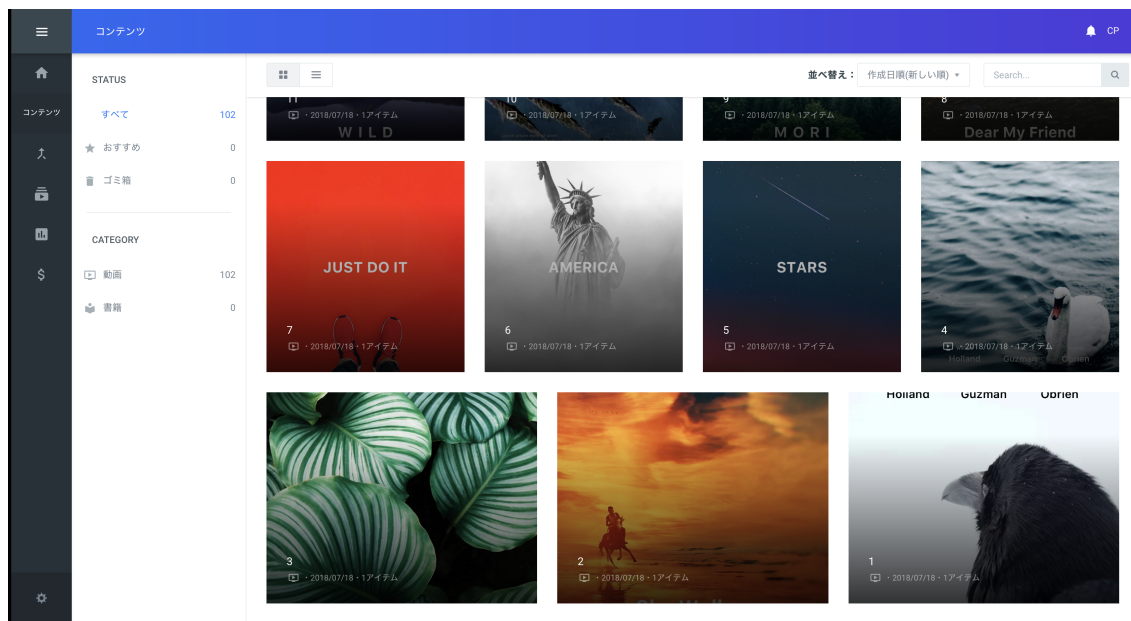 コンテンツ
CP
コンテンツ
STATUS
すべて 102
おすすめ 0
ゴミ箱 0
CATEGORY
動画 102
書籍 0
並べ替え：
作成日順(新しい順)
Search...
11
・2018/07/18・1アイテム
WILD
10
・2018/07/18・1アイテム
9
・2018/07/18・1アイテム
MORI
8
・2018/07/18・1アイテム
Dear My Friend
JUST DO IT
7
・2018/07/18・1アイテム
AMERICA
6
・2018/07/18・1アイテム
STARS
5
・2018/07/18・1アイテム
4
・2018/07/18・1アイテム
Holland Guzman Obrien
3
・2018/07/18・1アイテム
2
・2018/07/18・1アイテム
Holland Guzman Obrien
1
・2018/07/18・1アイテム